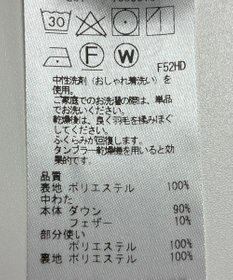 30
F W
F52HD
中性洗剤（おしゃれ着洗い）を
使用。
ご家庭でのお洗濯の際は、単品
でお洗いください。
乾燥後は、良く羽毛を揉みほぐ
してください。
ふくらみが回復します。
タンブラー乾燥機を用いると効
果的です。
品質
表地 ポリエステル 100%
中わた
本体 ダウン 90%
フェザー 10%
部分使い
ポリエステル 100%
裏地 ポリエステル 100%